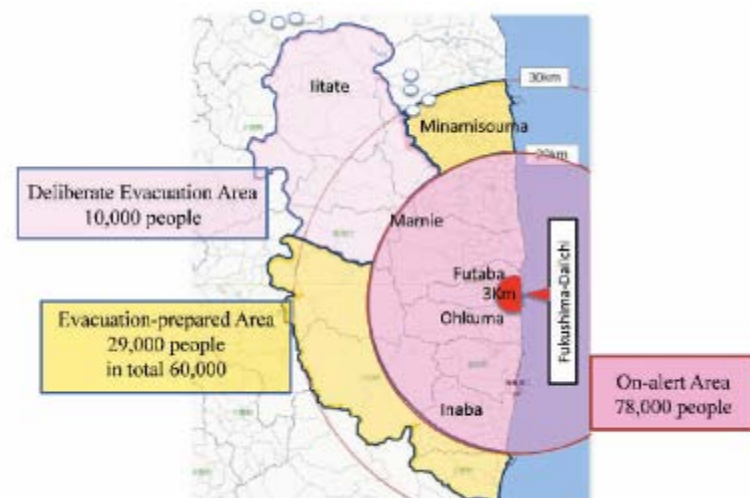 Iitate
30km
Minamisouma
20km
Deliberate Evacuation Area
10,000 people
Mamie
Futaba
3Km
Ohkuma
Fukushima-Daiichi
Evacuation-prepared Area
29,000 people
in total 60,000
On-alert Area
78,000 people
Inaba